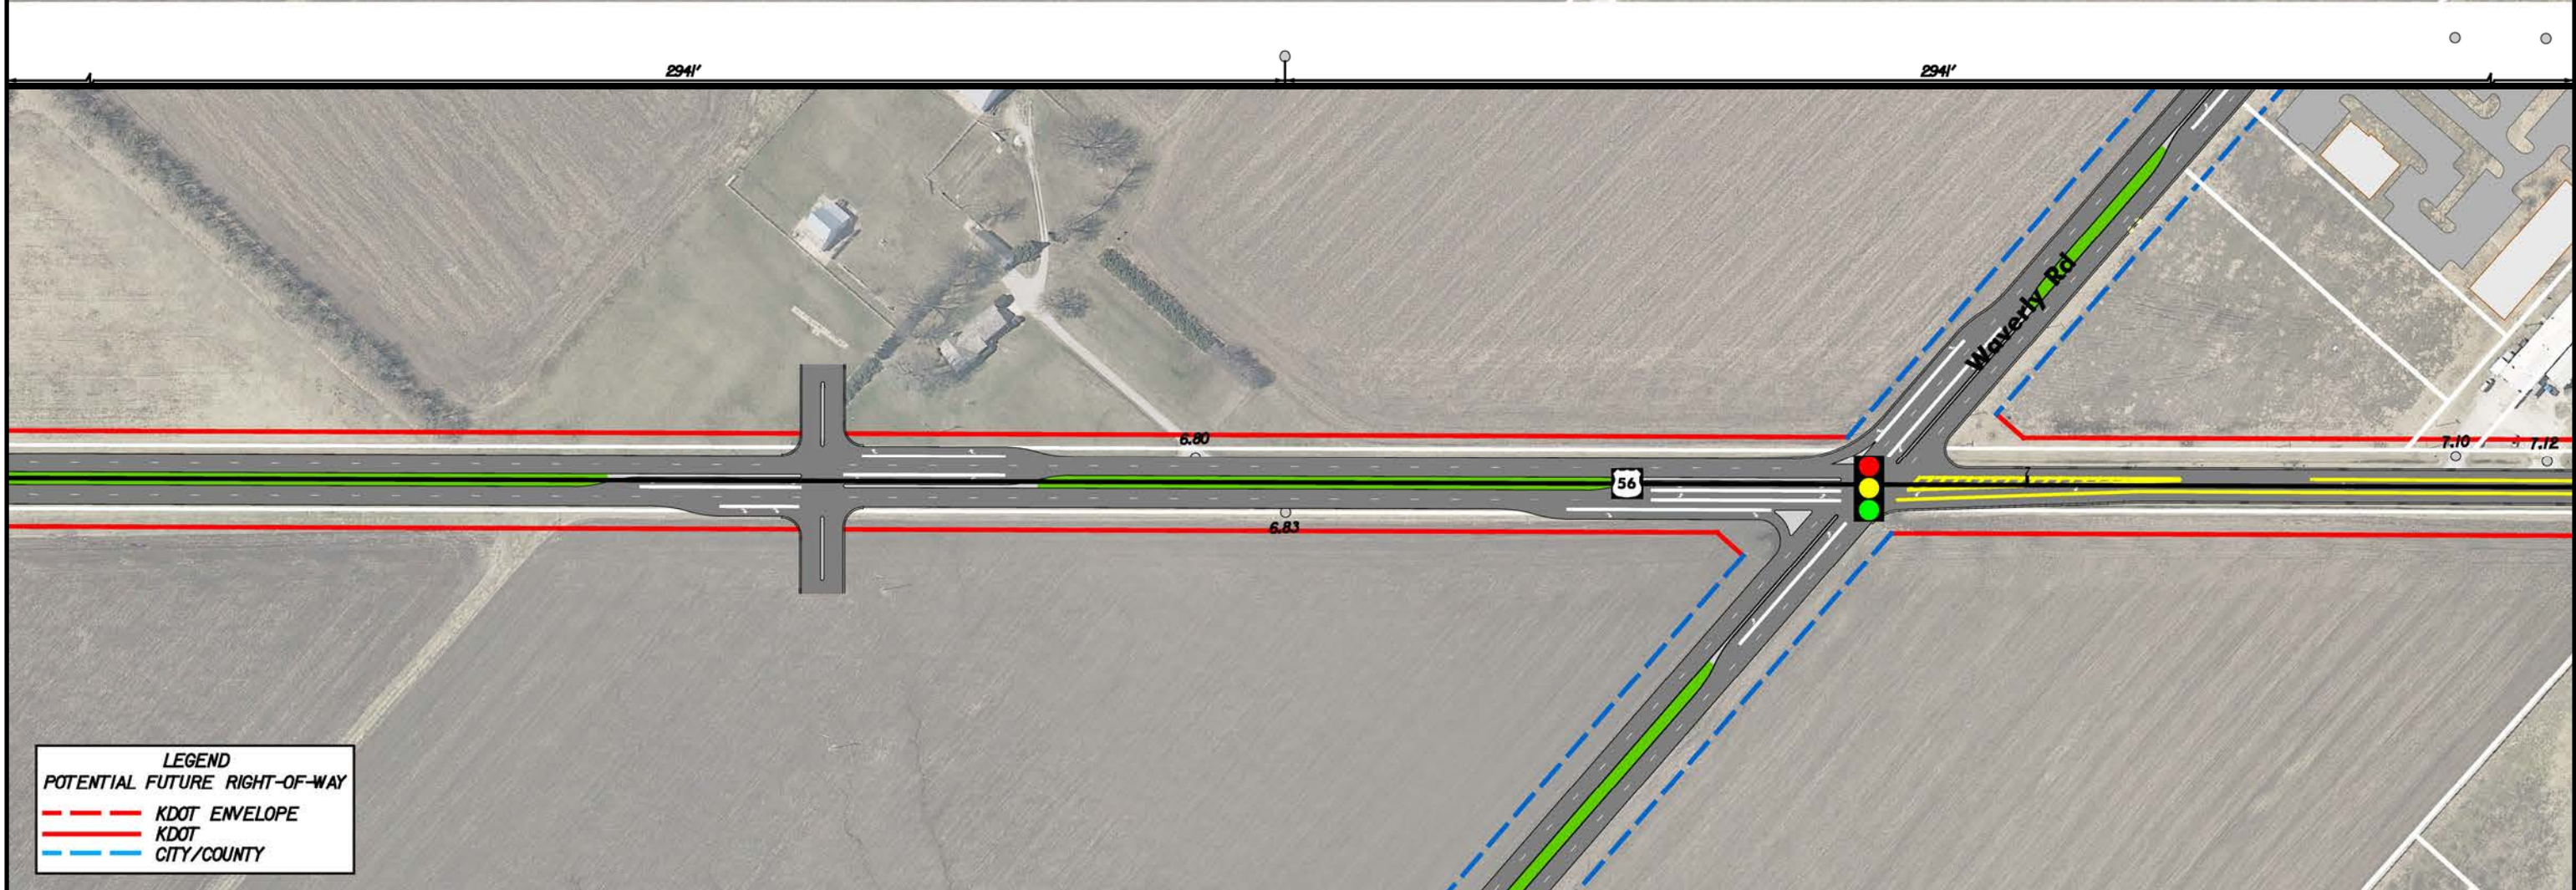 2941'
2941'
Waverly Rd
6.80
7.10
7.12
56
6.83
LEGEND
POTENTIAL FUTURE RIGHT-OF-WAY
KDOT ENVELOPE
KDOT
CITY/COUNTY